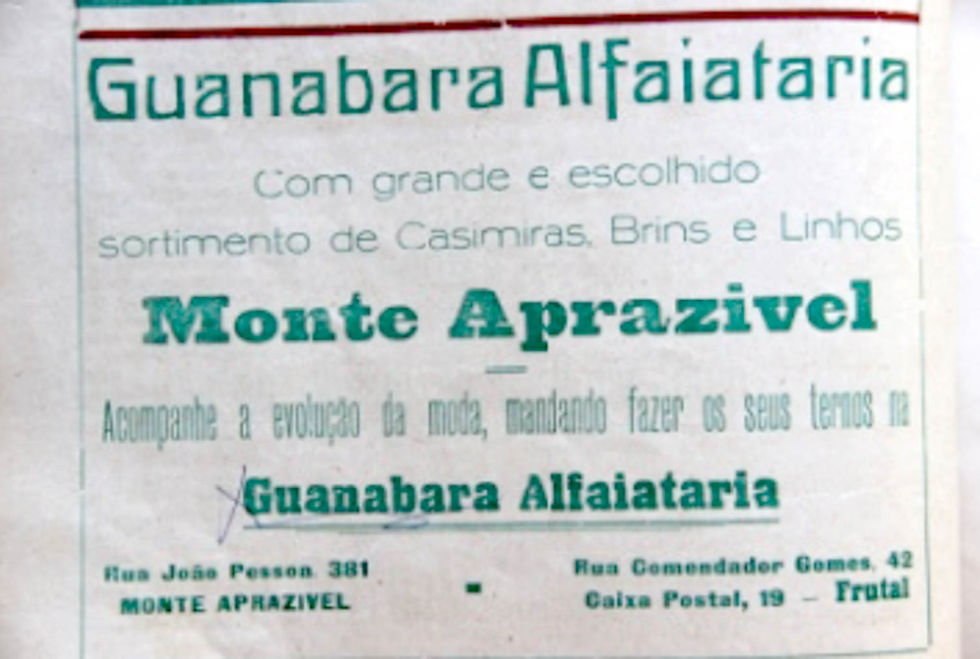 Guanabara Alfaiataria
Com grande e escolhido
sortimento de Casimiras, Brins e Linhos
Monte Aprazivel
Acompanhe a evolução da moda, mandando fazer os seus ternos na
Guanabara Alfaiataria
Rua João Pesson, 381
MONTE APRAZIVEL
Rua Comendador Gomes, 42
Caixa Postal, 19 — Frutal